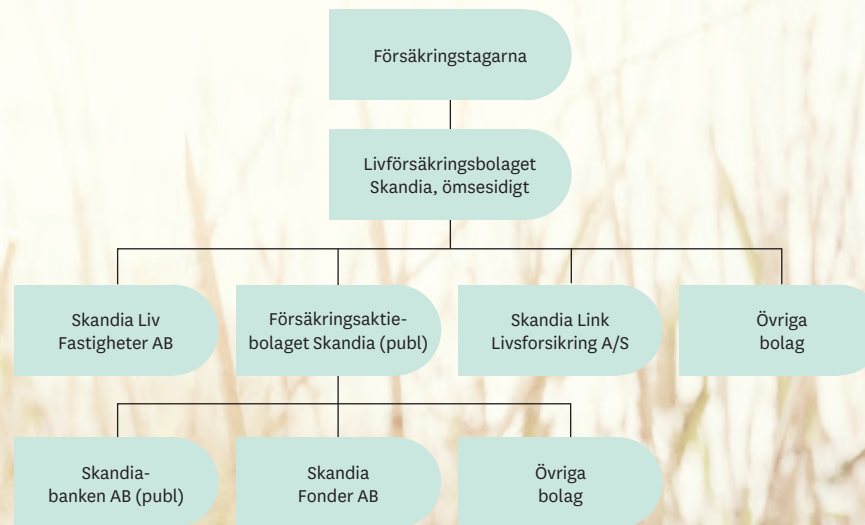 Försäkringstagarna
Livförsäkringsbolaget
Skandia, ömsesidigt
Skandia Liv
Fastigheter AB
Försäkringsaktie-
bolaget Skandia (publ)
Skandia Link
Livsforsikring A/S
Övriga
bolag
Skandia-
banken AB (publ)
Skandia
Fonder AB
Övriga
bolag